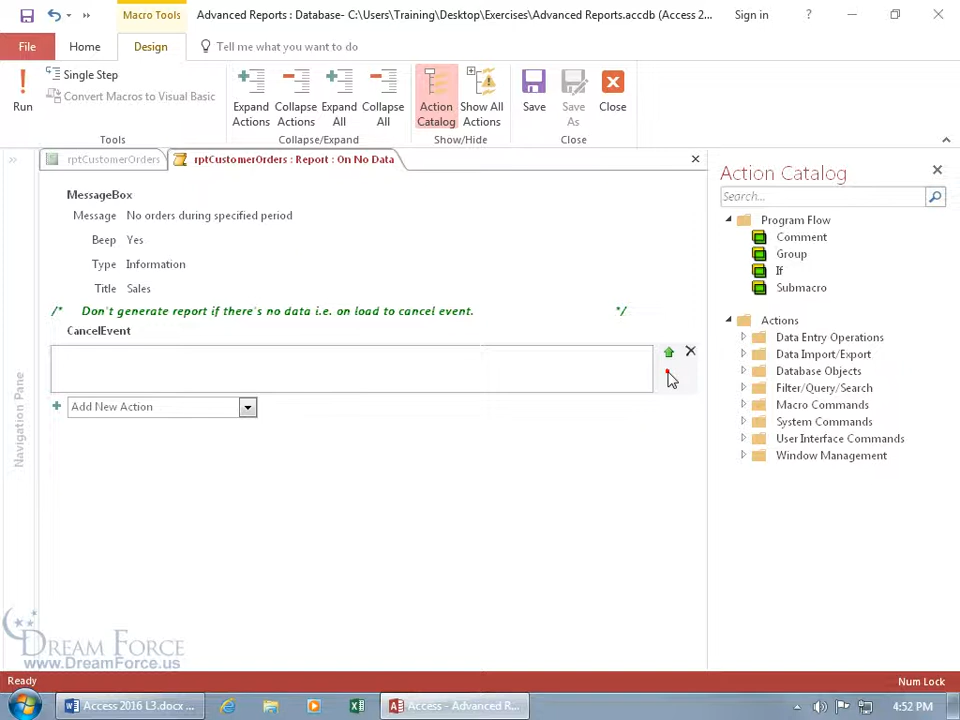 Macro Tools
Advanced Reports : Database- C:\Users\Training\Desktop\Exercises\Advanced Reports.accdb (Access 2...
Sign in
?
File
Home
Design
Tell me what you want to do
Run
Single Step
Convert Macros to Visual Basic
Tools
Expand Actions
Collapse Actions
Expand All
Collapse All
Collapse/Expand
Action Catalog
Show All Actions
Show/Hide
Save
Save As
Close
Close
rptCustomerOrders
rptCustomerOrders : Report : On No Data
Navigation Pane
MessageBox
Message No orders during specified period
Beep Yes
Type Information
Title Sales
/* Don't generate report if there's no data i.e. on load to cancel event. */
CancelEvent
Add New Action
Action Catalog
Search...
Program Flow
Comment
Group
If
Submacro
Actions
Data Entry Operations
Data Import/Export
Database Objects
Filter/Query/Search
Macro Commands
System Commands
User Interface Commands
Window Management
DREAM FORCE
www.DreamForce.us
Ready
Num Lock
Access 2016 L3.docx ...
Access - Advanced R...
4:52 PM